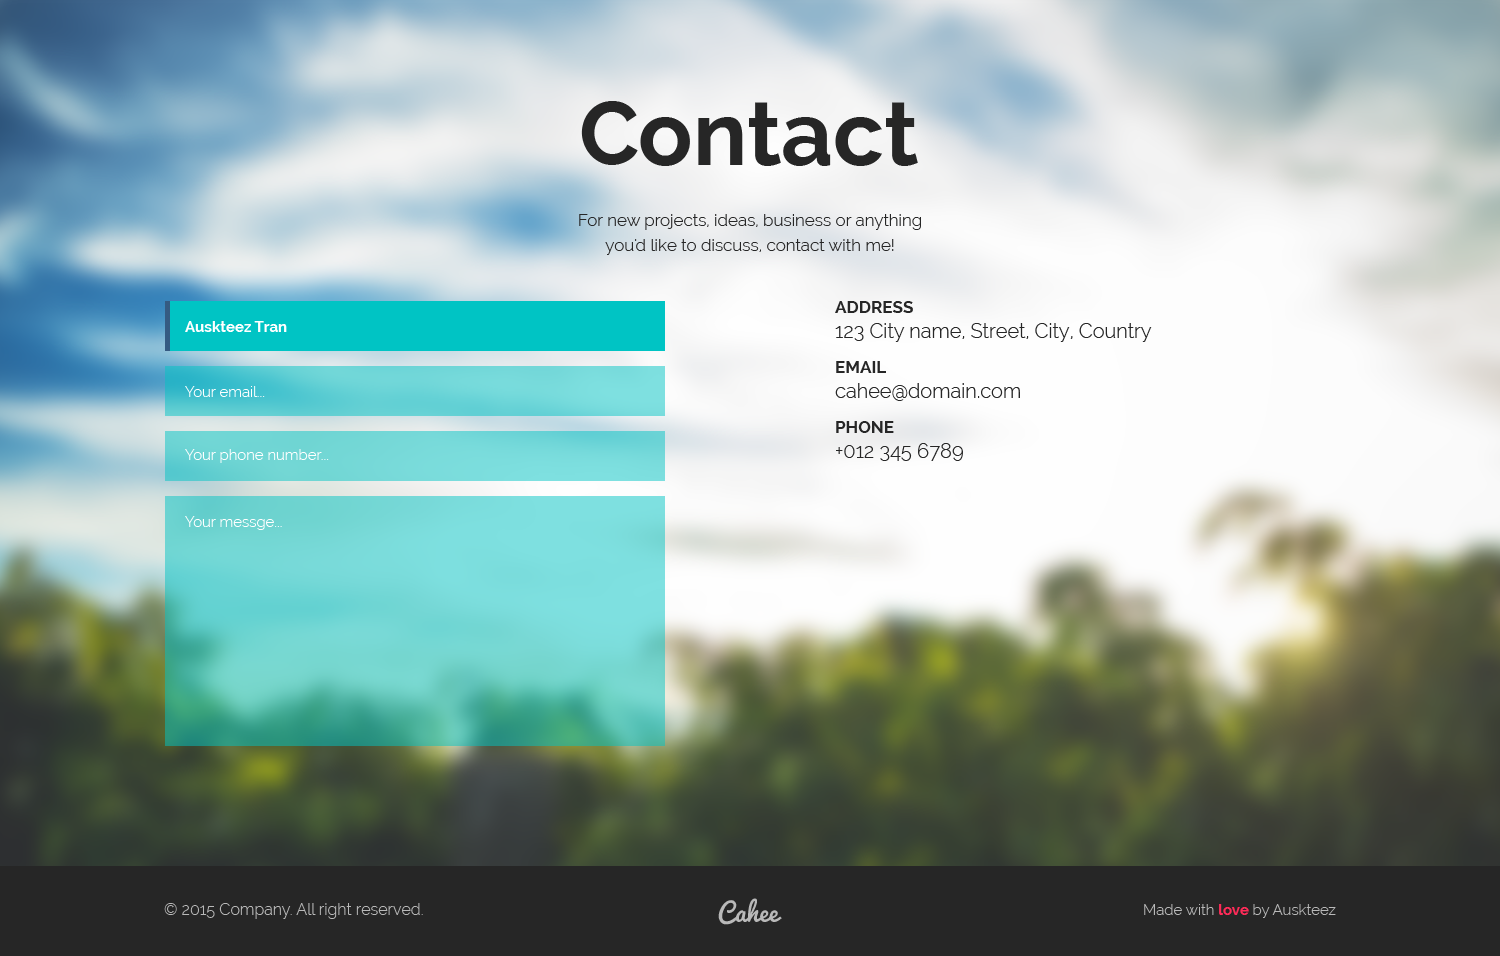 Contact
For new projects, ideas, business or anything
you'd like to discuss, contact with me!
Auskteez Tran
Your email...
Your phone number...
Your messge...
ADDRESS
123 City name, Street, City, Country
EMAIL
cahee@domain.com
PHONE
+012 345 6789
© 2015 Company. All right reserved.
Cahee
Made with love by Auskteez